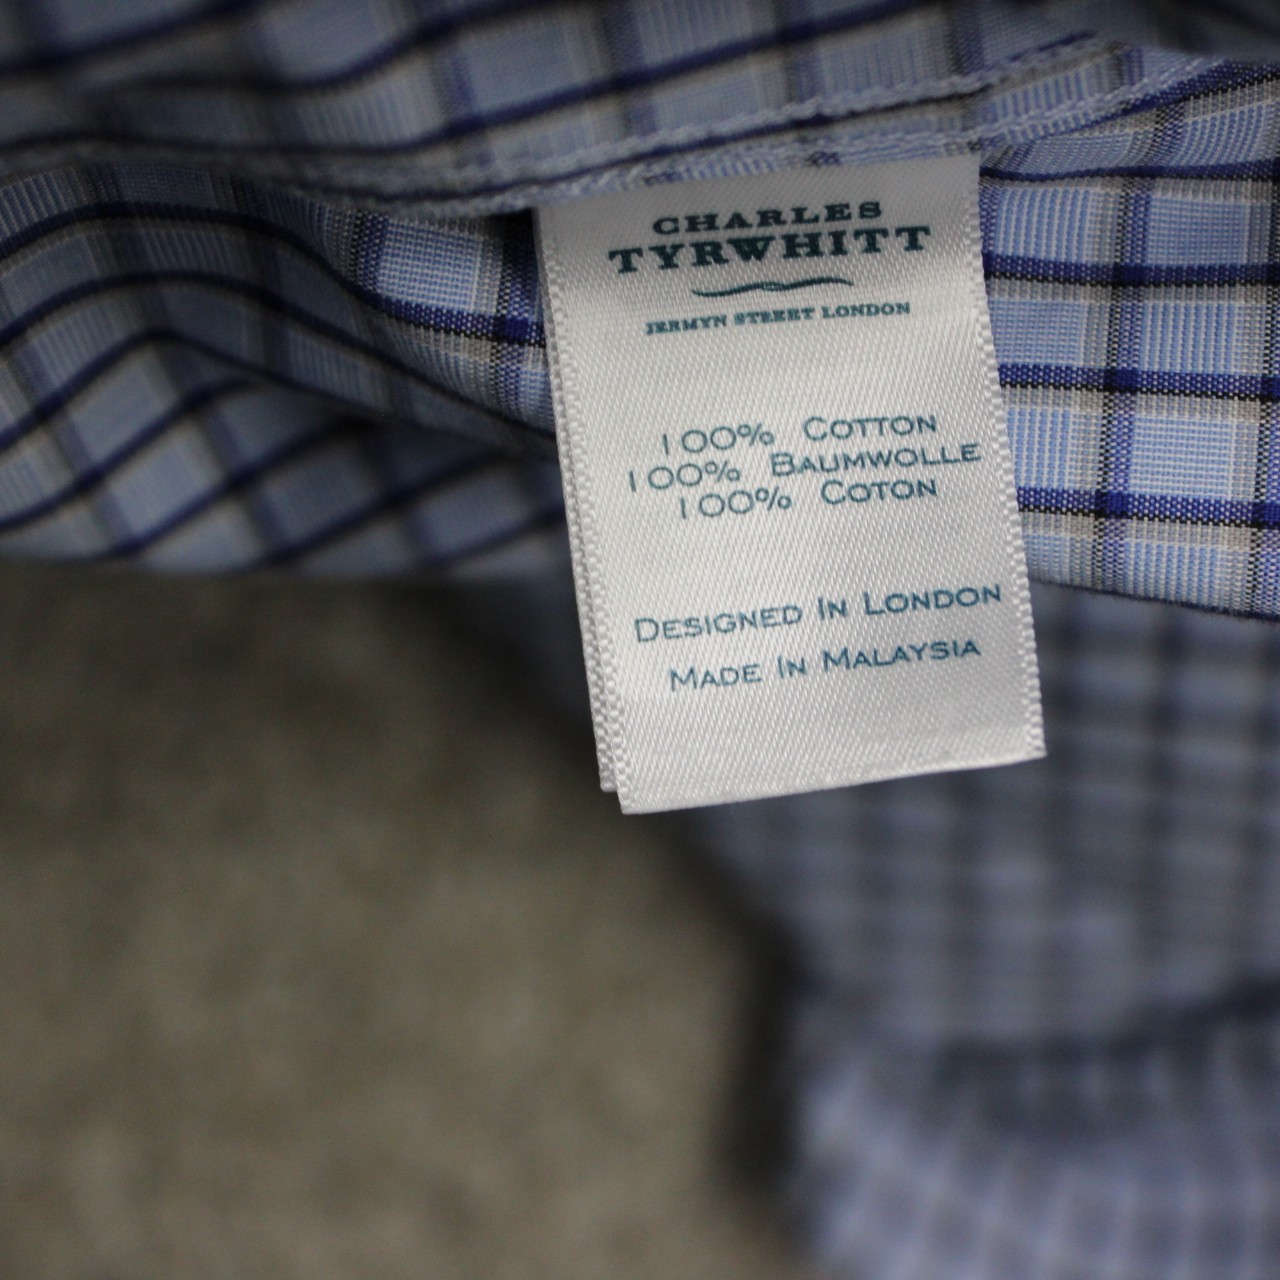 CHARLES
TYRWHITT
JERMYN STREET LONDON
100% COTTON
100% BAUMWOLLE
100% COTON
DESIGNED IN LONDON
MADE IN MALAYSIA